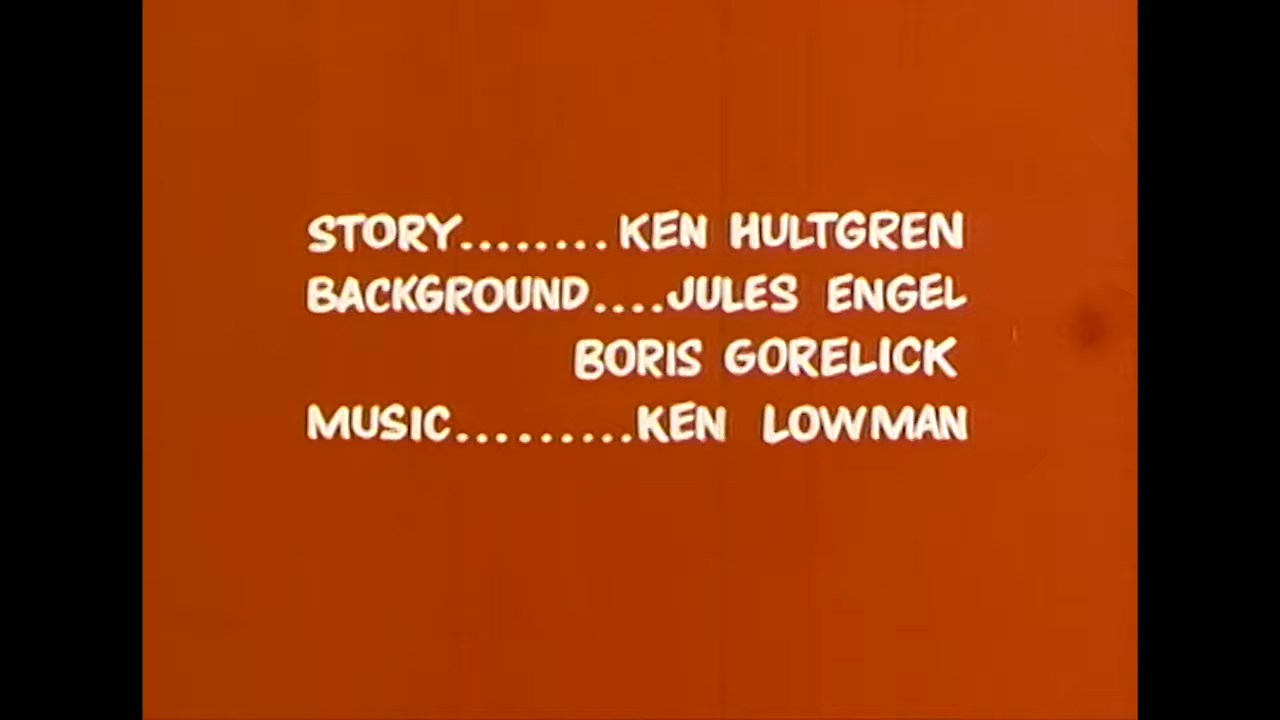 STORY........KEN HULTGREN
BACKGROUND....JULES ENGEL
BORIS GORELICK
MUSIC.........KEN LOWMAN